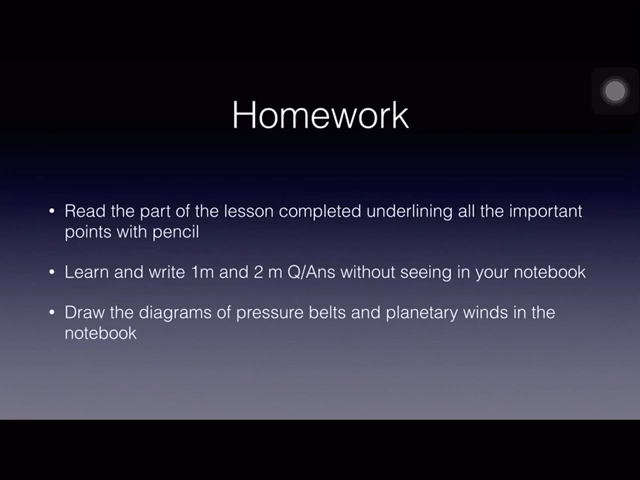 Homework
• Read the part of the lesson completed underlining all the important
points with pencil
• Learn and write 1m and 2 m Q/Ans without seeing in your notebook
• Draw the diagrams of pressure belts and planetary winds in the
notebook